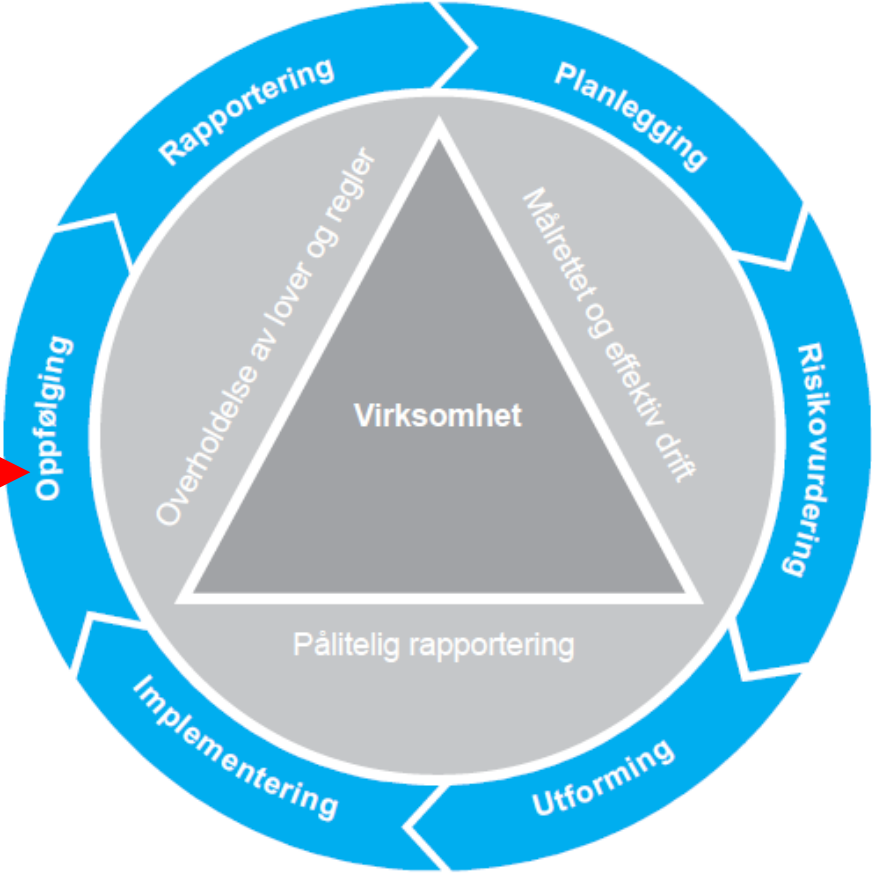 Planlegging
Risikovurdering
Utforming
Implementering
Oppfølging
Rapportering
Overholdelse av lover og regler
Målrettet og effektiv drift
Pålitelig rapportering
Virksomhet